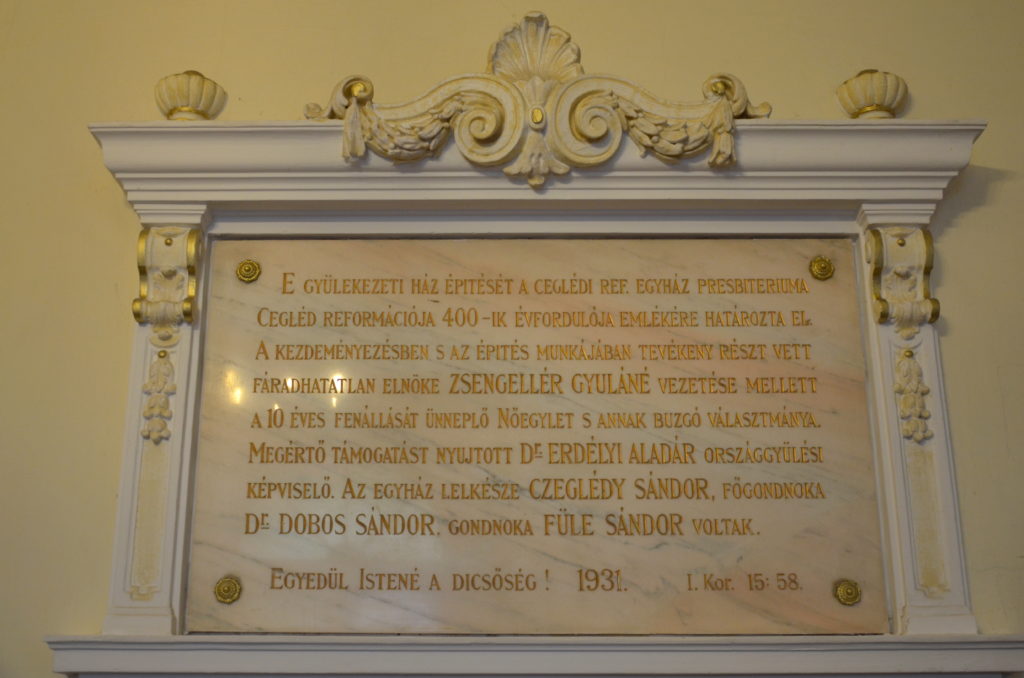 E GYÜLEKEZETI HÁZ ÉPITÉSÉT A CEGLÉDI REF. EGYHÁZ PRESBITERIUMA
CEGLÉD REFORMÁCIÓJA 400-IK ÉVFORDULÓJA EMLÉKÉRE HATÁROZTA EL.
A KEZDEMÉNYEZÉSBEN S AZ ÉPITÉS MUNKÁJÁBAN TEVÉKENY RÉSZT VETT
FÁRADHATATLAN ELNÖKE ZSENGELLÉR GYULÁNÉ VEZETÉSE MELLETT
A 10 ÉVES FENÁLLÁSÁT ÜNNEPLŐ NŐEGYLET S ANNAK BUZGÓ VÁLASZTMÁNYA.
MEGÉRTŐ TÁMOGATÁST NYUJTOTT DR. ERDÉLYI ALADÁR ORSZÁGGYÜLÉSI
KÉPVISELŐ. AZ EGYHÁZ LELKÉSZE CZEGLÉDY SÁNDOR, FŐGONDNOKA
DR. DOBOS SÁNDOR, GONDNOKA FÜLE SÁNDOR VOLTAK.
EGYEDÜL ISTENÉ A DICSŐSÉG! 1931. I. KOR. 15: 58.